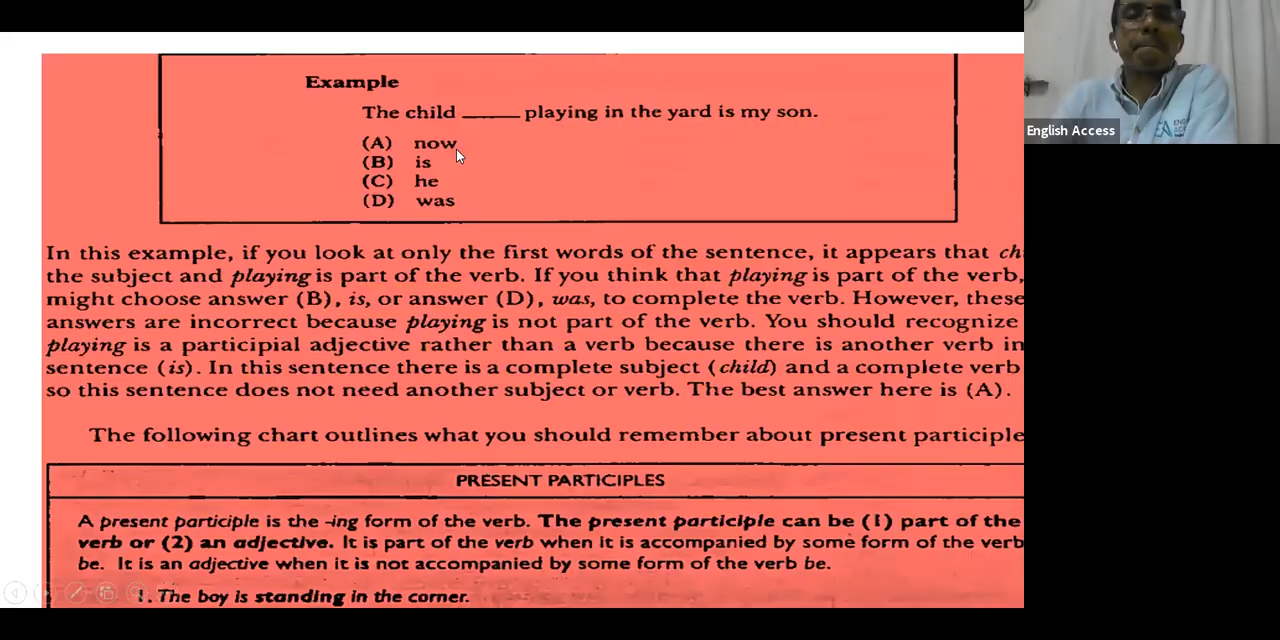 Example
The child ______ playing in the yard is my son.
(A) now
(B) is
(C) he
(D) was
In this example, if you look at only the first words of the sentence, it appears that
the subject and playing is part of the verb. If you think that playing is part of the verb,
might choose answer (B), is, or answer (D), was, to complete the verb. However, these
answers are incorrect because playing is not part of the verb. You should recognize
playing is a participial adjective rather than a verb because there is another verb in
sentence (is). In this sentence there is a complete subject (child) and a complete verb
so this sentence does not need another subject or verb. The best answer here is (A).
The following chart outlines what you should remember about present participle
PRESENT PARTICIPLES
A present participle is the -ing form of the verb. The present participle can be (1) part of the
verb or (2) an adjective. It is part of the verb when it is accompanied by some form of the verb
be. It is an adjective when it is not accompanied by some form of the verb be.
1. The boy is standing in the corner.
English Access